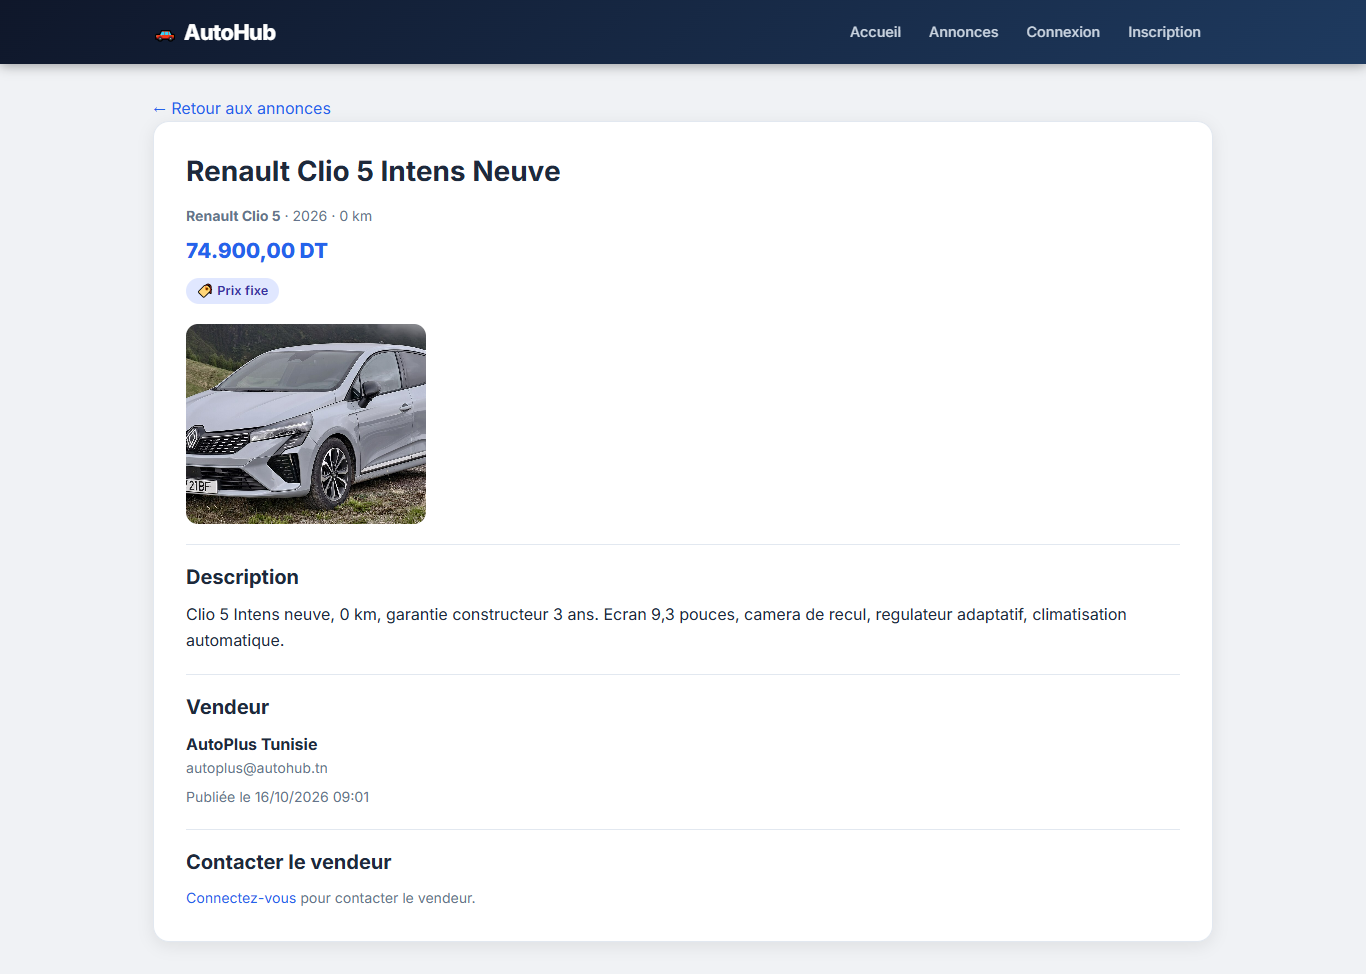 AutoHub
Accueil
Annonces
Connexion
Inscription
← Retour aux annonces
Renault Clio 5 Intens Neuve
Renault Clio 5 · 2026 · 0 km
74.900,00 DT
Prix fixe
21BF
Description
Clio 5 Intens neuve, 0 km, garantie constructeur 3 ans. Ecran 9,3 pouces, camera de recul, regulateur adaptatif, climatisation
automatique.
Vendeur
AutoPlus Tunisie
autoplus@autohub.tn
Publiée le 16/10/2026 09:01
Contacter le vendeur
Connectez-vous pour contacter le vendeur.